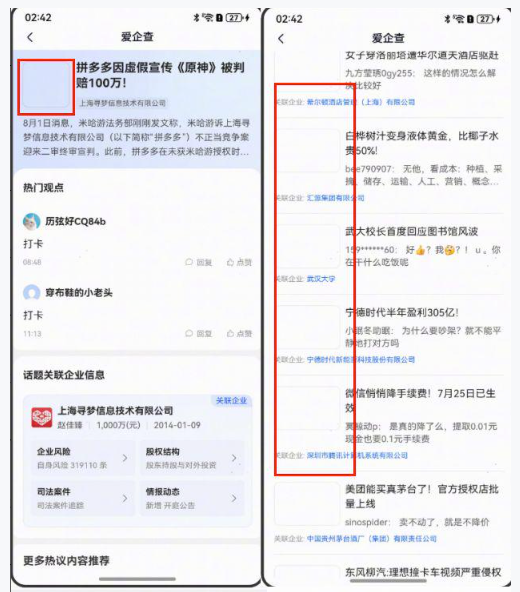 02:42
27
爱企查
拼多多因虚假宣传《原神》被判
赔100万！
上海寻梦信息技术有限公司
8月1日消息，米哈游法务部刚刚发文称，米哈游诉上海寻
梦信息技术有限公司（以下简称"拼多多"）不正当竞争案
迎来二审终审宣判。此前，拼多多在未获米哈游授权时...
热门观点
历弦好CQ84b
打卡
08:48
回复
点赞
穿布鞋的小老头
打卡
11:13
回复
点赞
话题关联企业信息
关联企业
上海寻梦信息技术有限公司
赵佳臻
1,000万(元)
2014-01-09
企业风险
自身风险 319110 条
股权结构
股东持股与对外投资
司法案件
司法案件追踪
情报动态
新增 开庭公告
更多热议内容推荐
02:42
27
爱企查
女子穿洛丽塔遭华尔道夫酒店驱赶
九方莹瑀0gy255： 这样的情况怎么解
决比较好
关联企业: 希尔顿酒店管理（上海）有限公司
白桦树汁变身液体黄金，比椰子水
贵50%!
bee790907： 无他，看成本：种植、采
摘、储存、运输、人工、营销、概念...
关联企业: 汇源集团有限公司
武大校长首度回应图书馆风波
159******60： 好👍？我🤔？！u。你
在干什么吃饭呢
关联企业: 武汉大学
宁德时代半年盈利305亿！
小眠冬助眠： 为什么要吵架？就不能平
静地打对方吗
关联企业: 宁德时代新能源科技股份有限公司
微信悄悄降手续费！7月25日已生
效
是真的降了么，提取0.01元
现金也要0.1元手续费
关联企业: 深圳市腾讯计算机系统有限公司
美团能买真茅台了！官方授权店批
量上线
sinospider： 卖不动了，就是不降价
关联企业: 中国贵州茅台酒厂（集团）有限责任公司
东风柳汽:理想撞卡车视频严重侵权